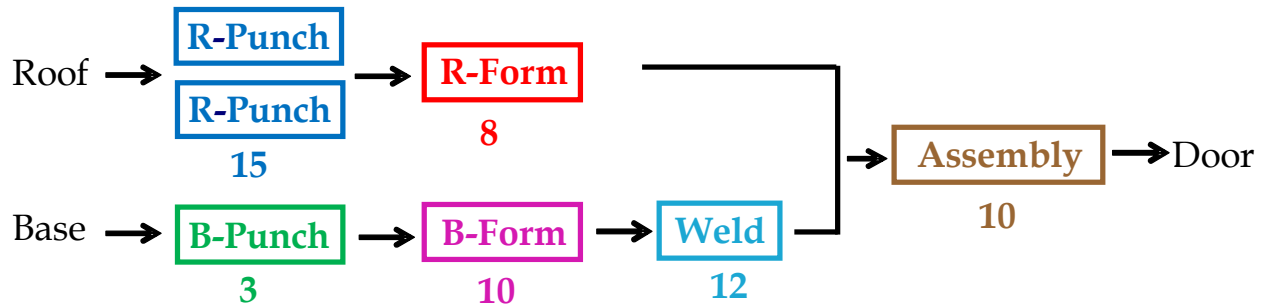 Roof
R-Punch
R-Punch
15
R-Form
8
Base
B-Punch
3
B-Form
10
Weld
12
Assembly
10
Door